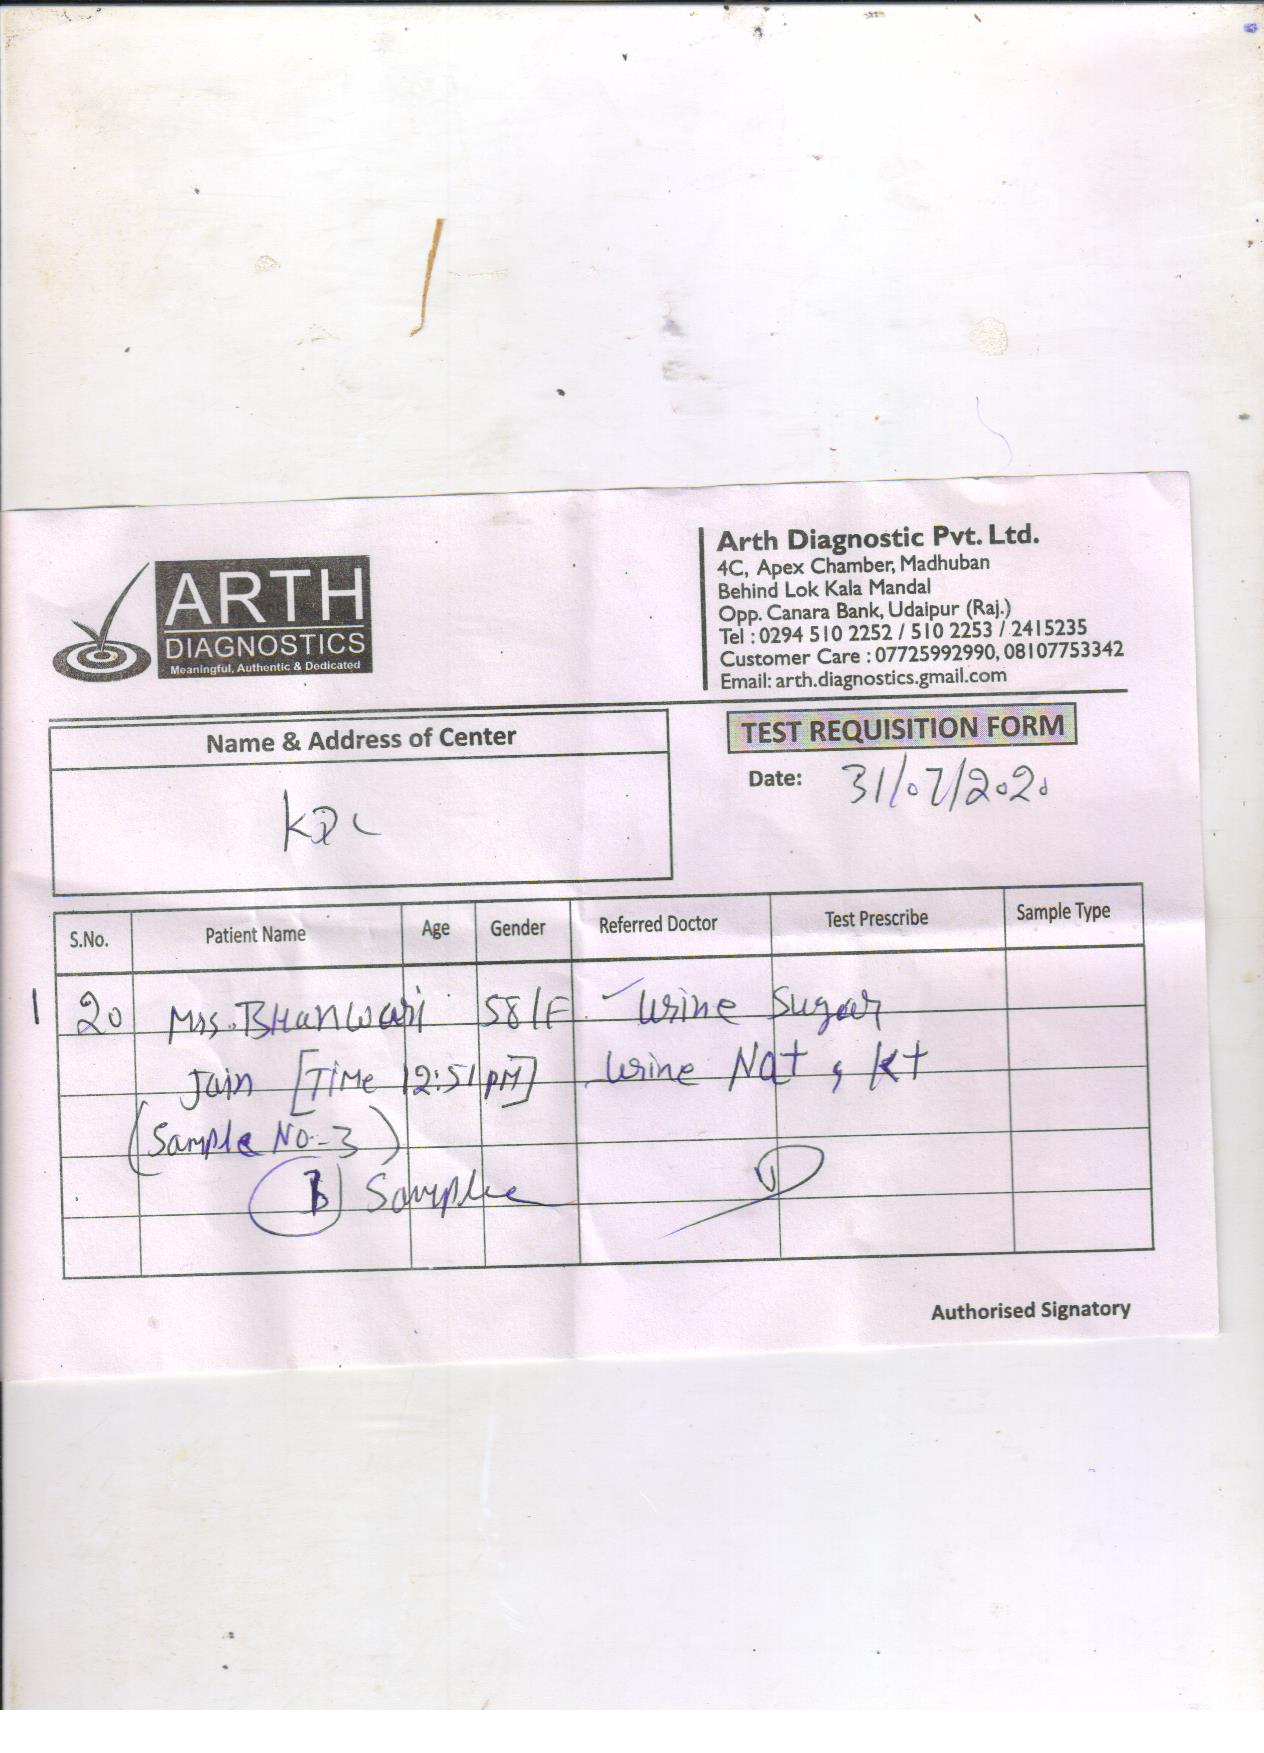 ARTH
DIAGNOSTICS
Meaningful, Authentic & Dedicated
Arth Diagnostic Pvt. Ltd.
4C, Apex Chamber, Madhuban
Behind Lok Kala Mandal
Opp. Canara Bank, Udaipur (Raj.)
Tel : 0294 510 2252 / 510 2253 / 2415235
Customer Care : 07725992990, 08107753342
Email: arth.diagnostics.gmail.com
Name & Address of Center
TEST REQUISITION FORM
Date: 31/07/2020
S.No. Patient Name Age Gender Referred Doctor Test Prescribe Sample Type
1 20 Mrs. BHanwari 58/F Urine Sugar
Jain [Time 12:51 PM] Urine Na+ & K+
(Sample No:-3)
Sample
Authorised Signatory